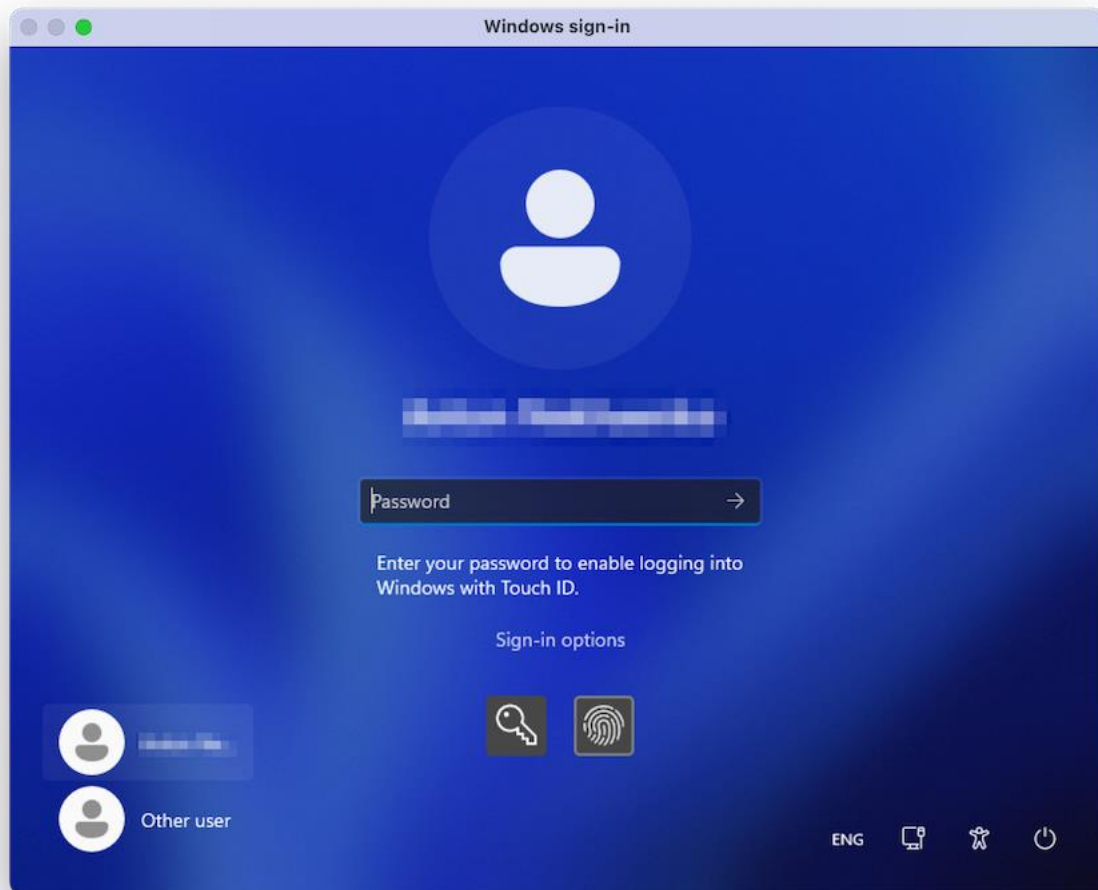 Windows sign-in
Password
Enter your password to enable logging into
Windows with Touch ID.
Sign-in options
Other user
ENG